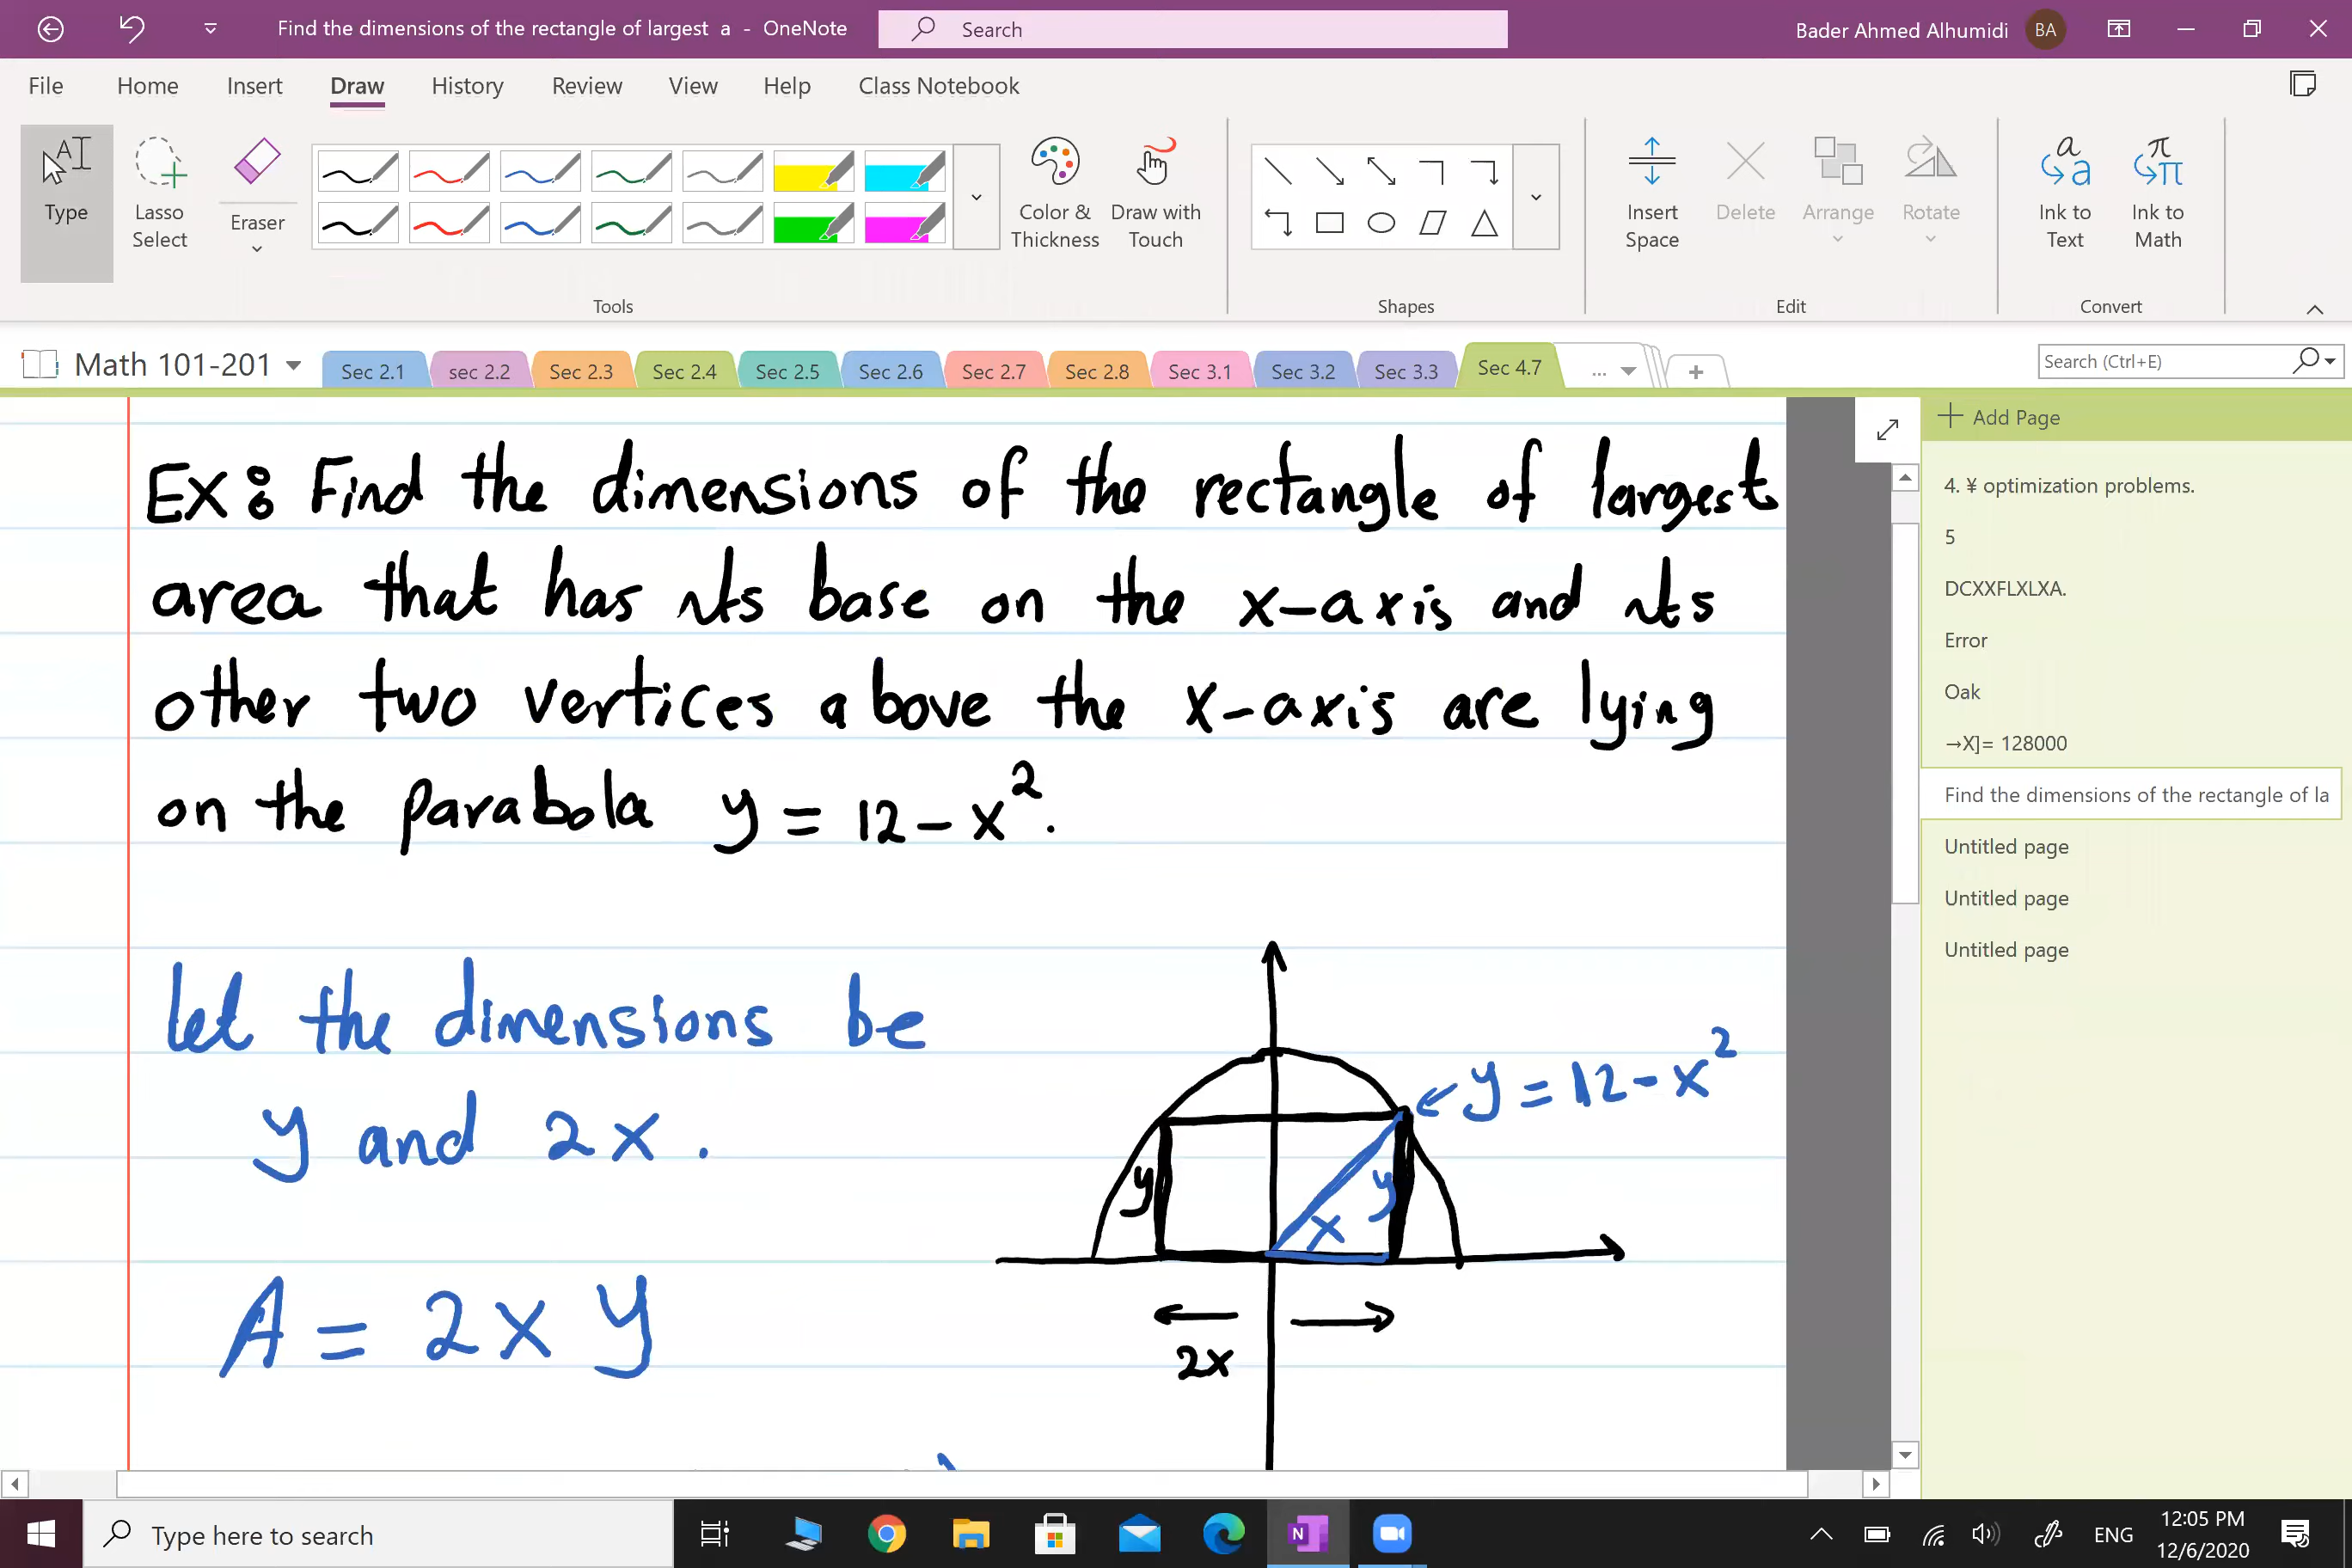 Find the dimensions of the rectangle of largest a - OneNote
Search
Bader Ahmed Alhumidi
BA
File Home Insert Draw History Review View Help Class Notebook
Type
Lasso Select
Eraser
Color & Thickness
Draw with Touch
Insert Space
Delete
Arrange
Rotate
Ink to Text
Ink to Math
Tools
Shapes
Edit
Convert
Math 101-201
Sec 2.1
sec 2.2
Sec 2.3
Sec 2.4
Sec 2.5
Sec 2.6
Sec 2.7
Sec 2.8
Sec 3.1
Sec 3.2
Sec 3.3
Sec 4.7
...
Search (Ctrl+E)
EX: Find the dimensions of the rectangle of largest
area that has its base on the x-axis and its
other two vertices above the x-axis are lying
on the parabola y = 12 - x².
let the dimensions be
y and 2x.
A = 2x y
y = 12 - x²
y
y
x
2x
Add Page
4. ¥ optimization problems.
5
DCXXFLXLXA.
Error
Oak
→X]= 128000
Find the dimensions of the rectangle of la
Untitled page
Untitled page
Untitled page
Type here to search
ENG
12:05 PM
12/6/2020